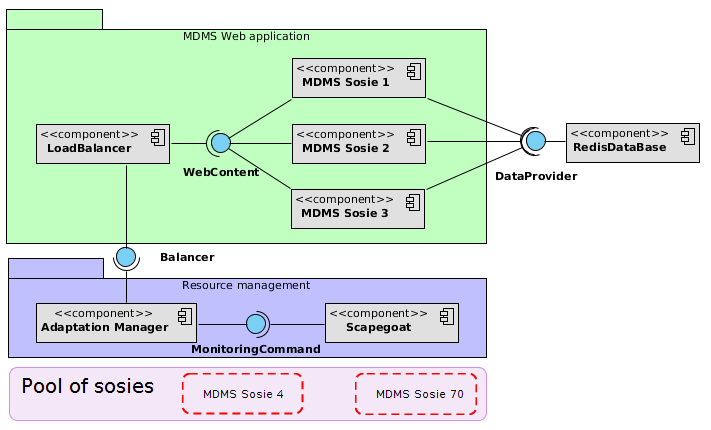 MDMS Web application
<<component>>
MDMS Sosie 1
<<component>>
LoadBalancer
<<component>>
MDMS Sosie 2
<<component>>
RedisDataBase
WebContent
DataProvider
<<component>>
MDMS Sosie 3
Balancer
Resource management
<<component>>
Adaptation Manager
<<component>>
Scapegoat
MonitoringCommand
Pool of sosies
MDMS Sosie 4
MDMS Sosie 70